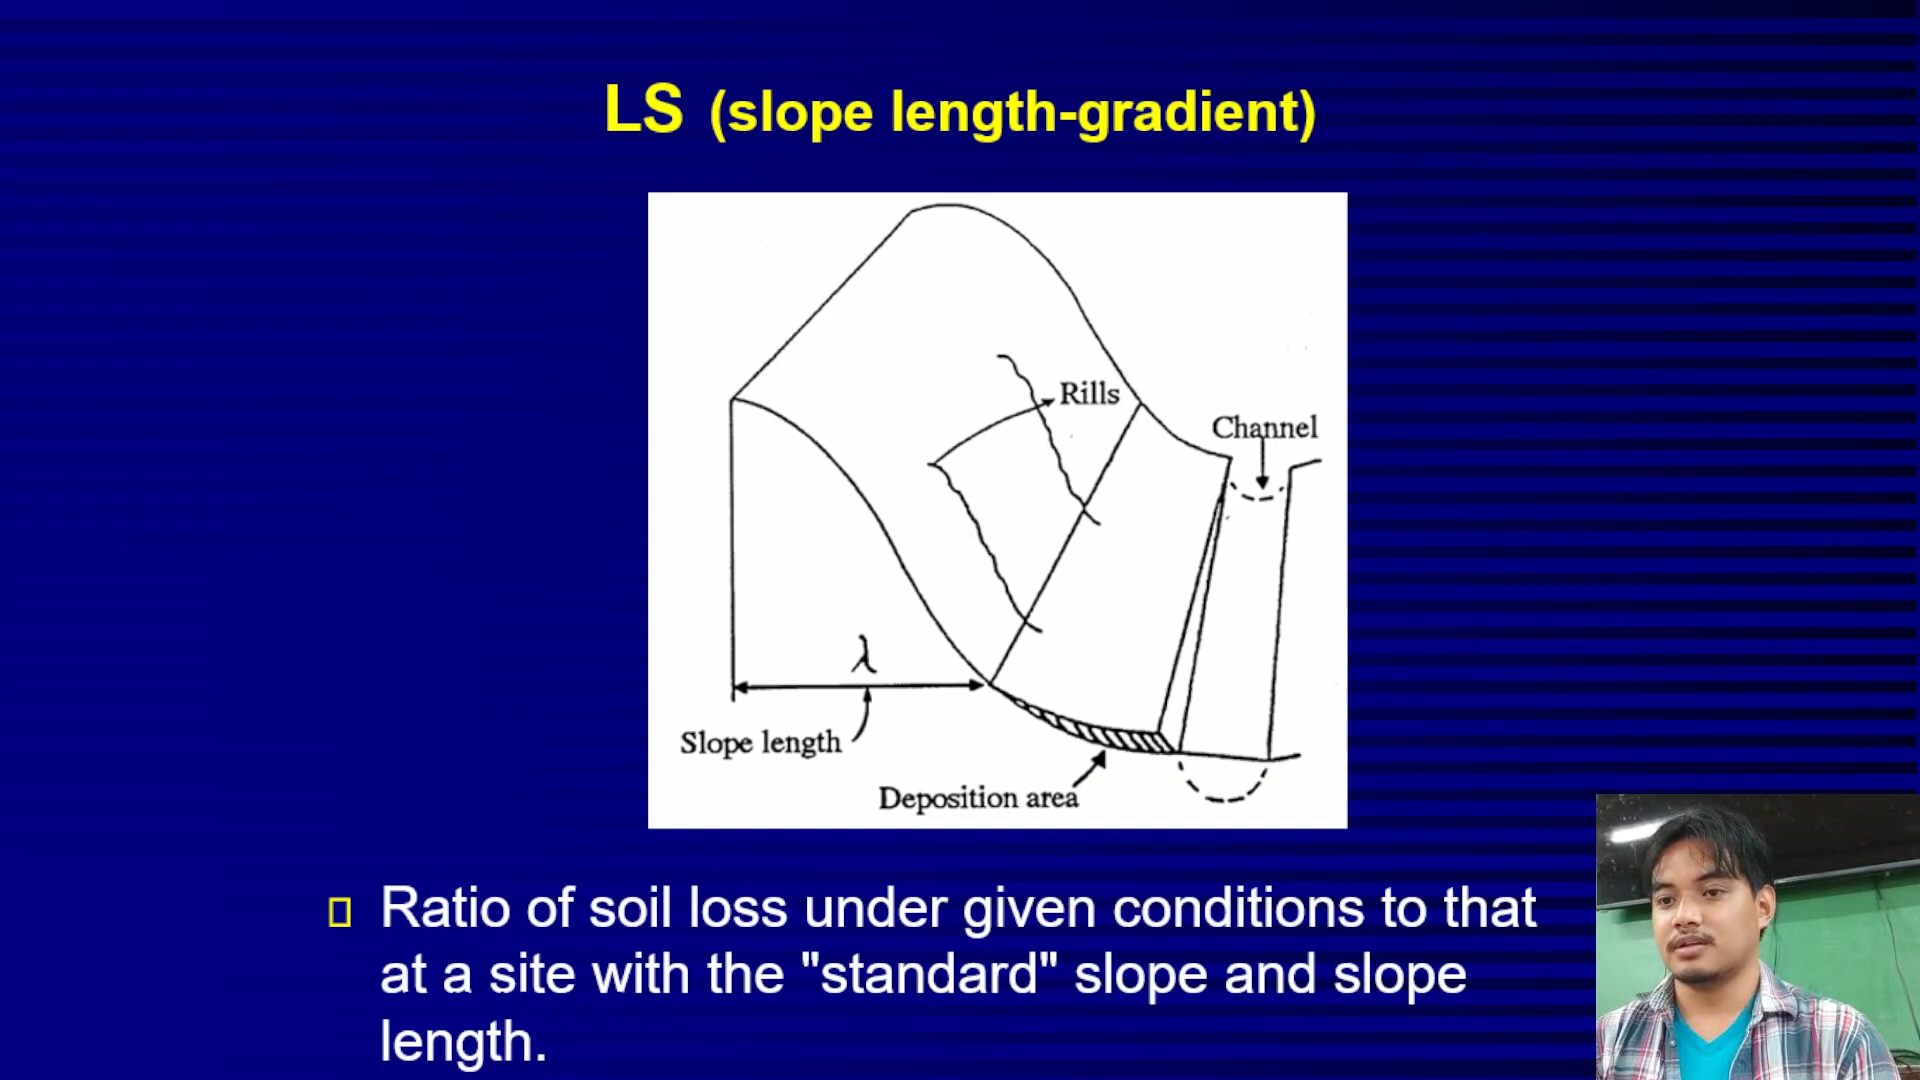 LS (slope length-gradient)
Rills
Channel
λ
Slope length
Deposition area
Ratio of soil loss under given conditions to that
at a site with the "standard" slope and slope
length.